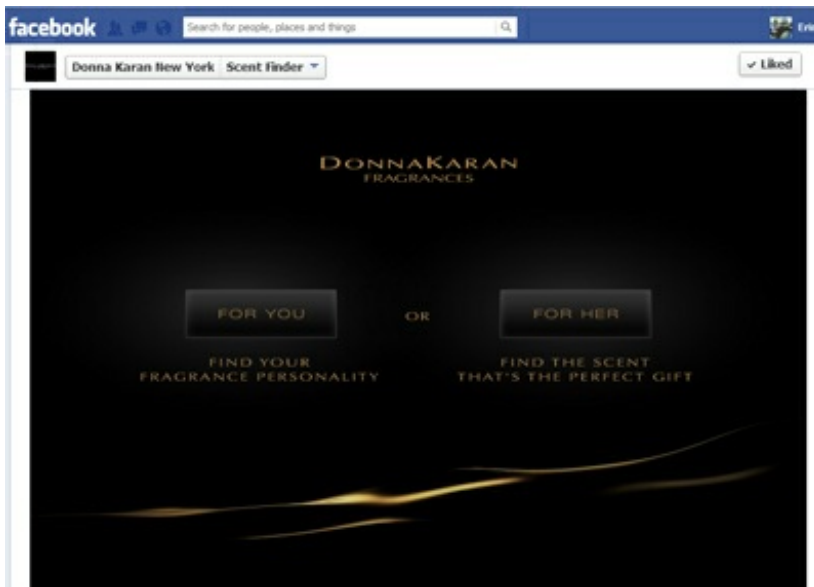 facebook
Search for people, places and things
Donna Karan New York Scent Finder
✓ Liked
DONNAKARAN
FRAGRANCES
FOR YOU
OR
FOR HER
FIND YOUR
FRAGRANCE PERSONALITY
FIND THE SCENT
THAT'S THE PERFECT GIFT